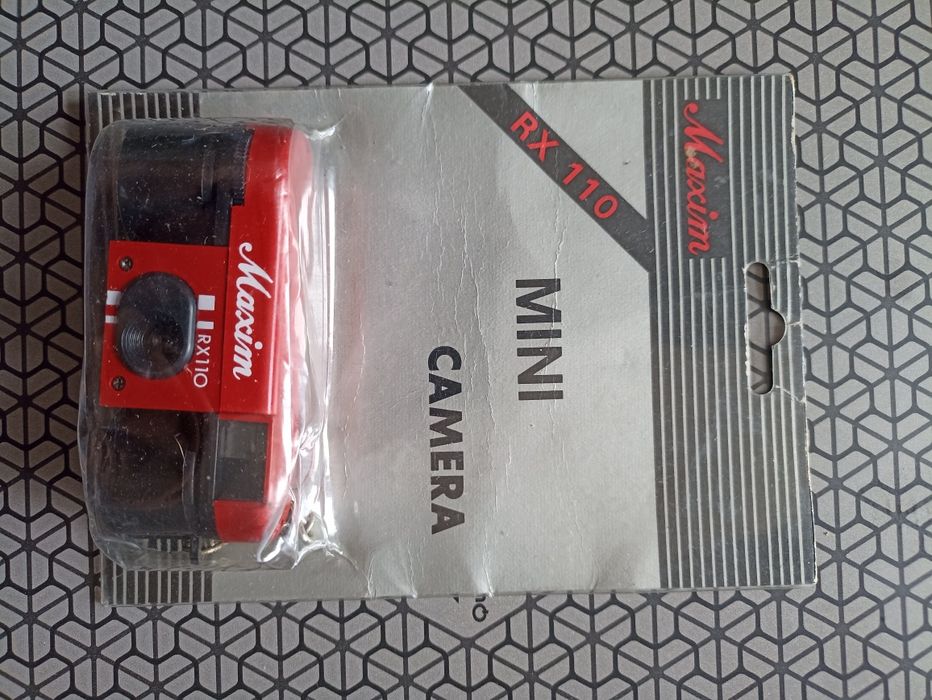 Maxim
RX 110
MINI
CAMERA
Maxim
RX110